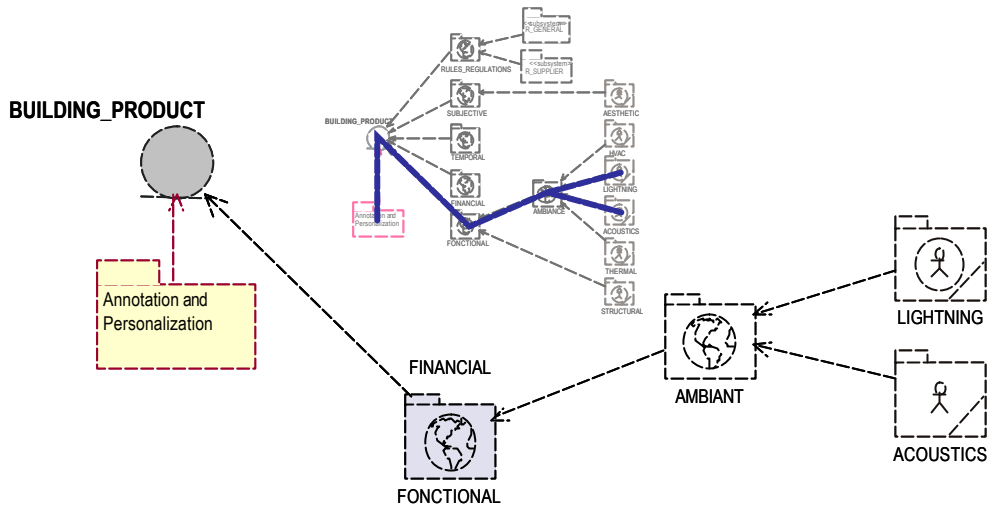 <<subsystem>
R_GENERAL
RULES_REGULATIONS
<<subsystem>
R_SUPPLIER
BUILDING_PRODUCT
SUBJECTIVE
AESTHETIC
BUILDING_PRODUCT
TEMPORAL
HVAC
FINANCIAL
LIGHTNING
AMBIANCE
Annotation and
Personalization
FONCTIONAL
ACOUSTICS
THERMAL
STRUCTURAL
Annotation and
Personalization
LIGHTNING
FINANCIAL
AMBIANT
ACOUSTICS
FONCTIONAL